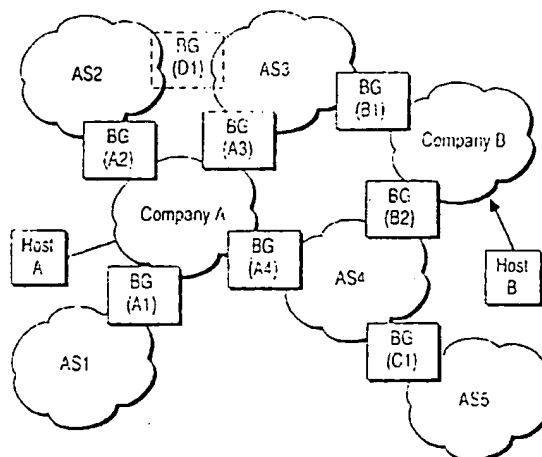 BG
(D1)
AS2
AS3
BG
(B1)
BG
(A2)
BG
(A3)
Company B
Company A
BG
(B2)
Host
A
BG
(A4)
AS4
Host
B
BG
(A1)
BG
(C1)
AS1
AS5